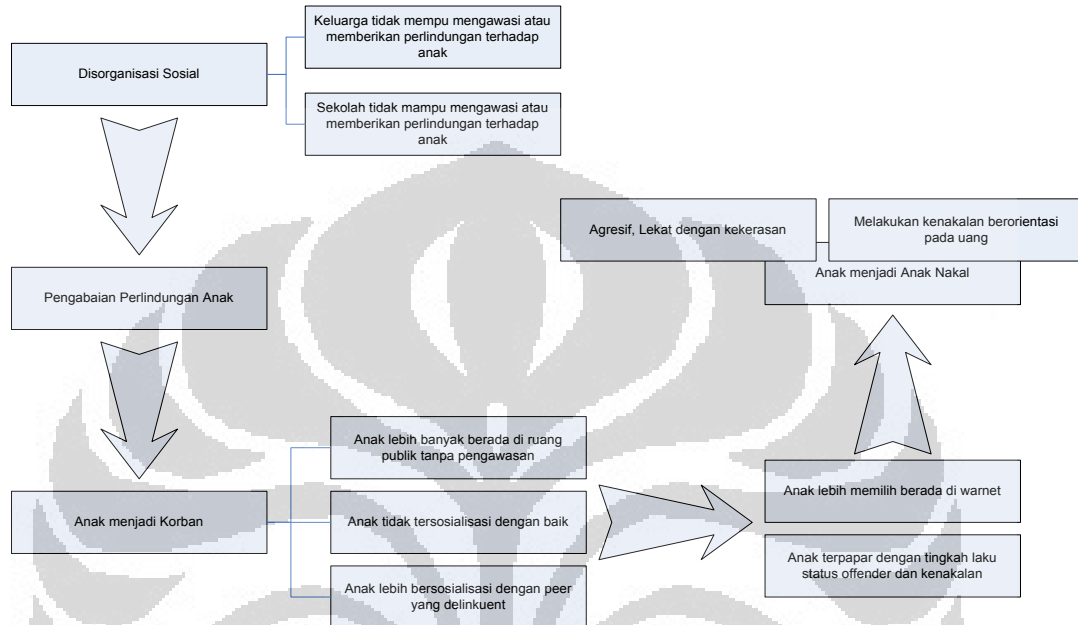 Keluarga tidak mempu mengawasi atau
memberikan perlindungan terhadap
anak
Disorganisasi Sosial
Sekolah tidak mampu mengawasi atau
memberikan perlindungan terhadap
anak
Agresif, Lekat dengan kekerasan
Melakukan kenakalan berorientasi
pada uang
Anak menjadi Anak Nakal
Pengabaian Perlindungan Anak
Anak lebih banyak berada di ruang
publik tanpa pengawasan
Anak menjadi Korban
Anak tidak tersosialisasi dengan baik
Anak lebih bersosialisasi dengan peer
yang delinkuent
Anak lebih memilih berada di warnet
Anak terpapar dengan tingkah laku
status offender dan kenakalan